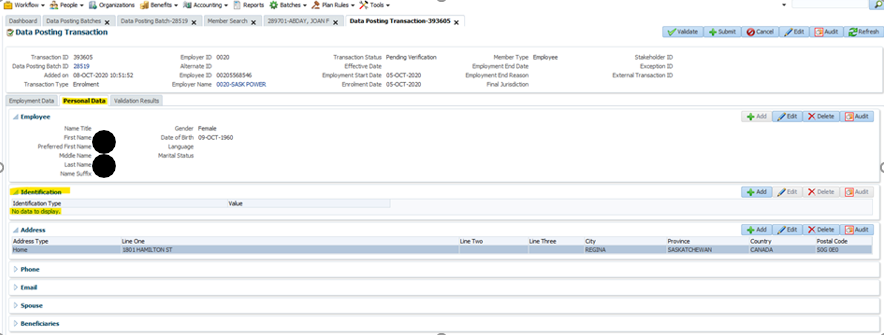 Workflow People Organizations Benefits Accounting Reports Batches Plan Rules Tools
Dashboard Data Posting Batches Data Posting Batch-28519 Member Search 289701-ABDAY, JOAN F Data Posting Transaction-393605
Data Posting Transaction Validate Submit Cancel Edit Audit Refresh
Transaction ID 393605 Employer ID 0020 Transaction Status Pending Verification Member Type Employee Stakeholder ID
Data Posting Batch ID 28519 Alternate ID Effective Date Employment End Date Exception ID
Added on 08-OCT-2020 10:51:52 Employee ID 00205568546 Employment Start Date 05-OCT-2020 Employment End Reason External Transaction ID
Transaction Type Enrolment Employer Name 0020-SASK POWER Enrolment Date 05-OCT-2020 Final Jurisdiction
Employment Data Personal Data Validation Results
Employee Add Edit Delete Audit
Name Title Gender Female
First Name Date of Birth 09-OCT-1960
Preferred First Name Language
Middle Name Marital Status
Last Name
Name Suffix
Identification Add Edit Delete Audit
Identification Type Value
No data to display.
Address Add Edit Delete Audit
Address Type Line One Line Two Line Three City Province Country Postal Code
Home 1801 HAMILTON ST REGINA SASKATCHEWAN CANADA S0G 0E0
Phone
Email
Spouse
Beneficiaries